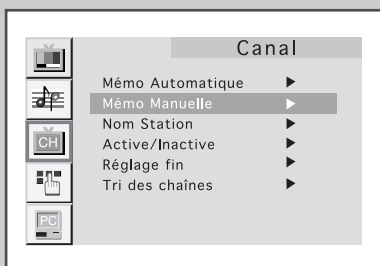 Canal
Mémo Automatique
Mémo Manuelle
Nom Station
CH
Active/Inactive
Réglage fin
Tri des chaînes
PC